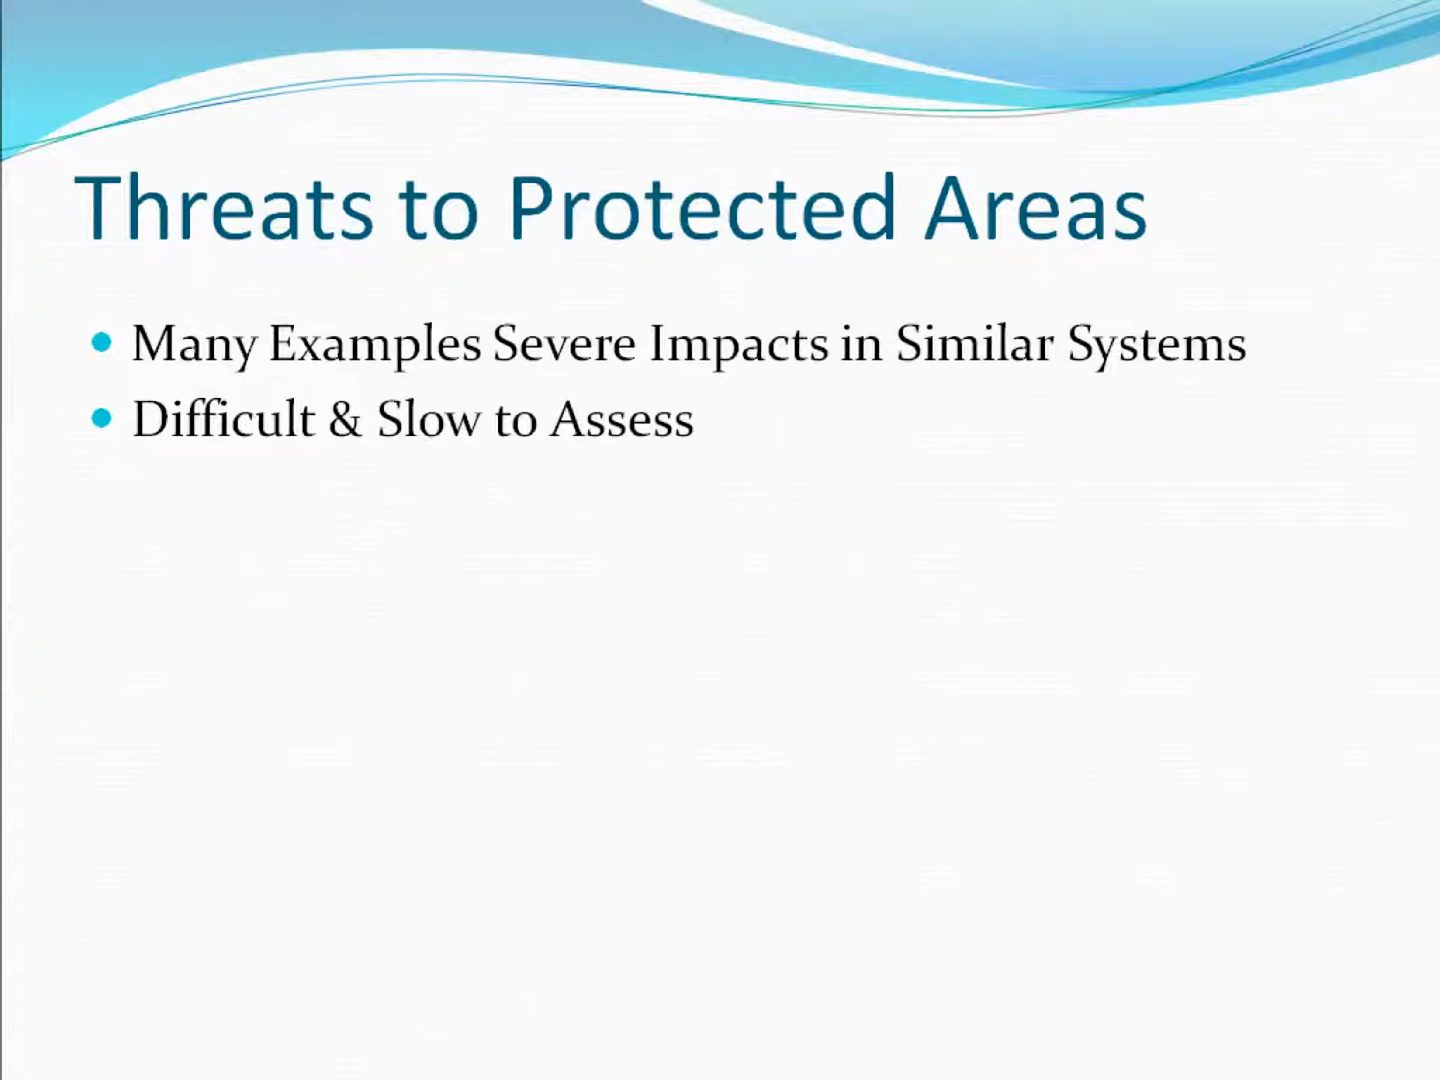 Threats to Protected Areas
Many Examples Severe Impacts in Similar Systems
Difficult & Slow to Assess